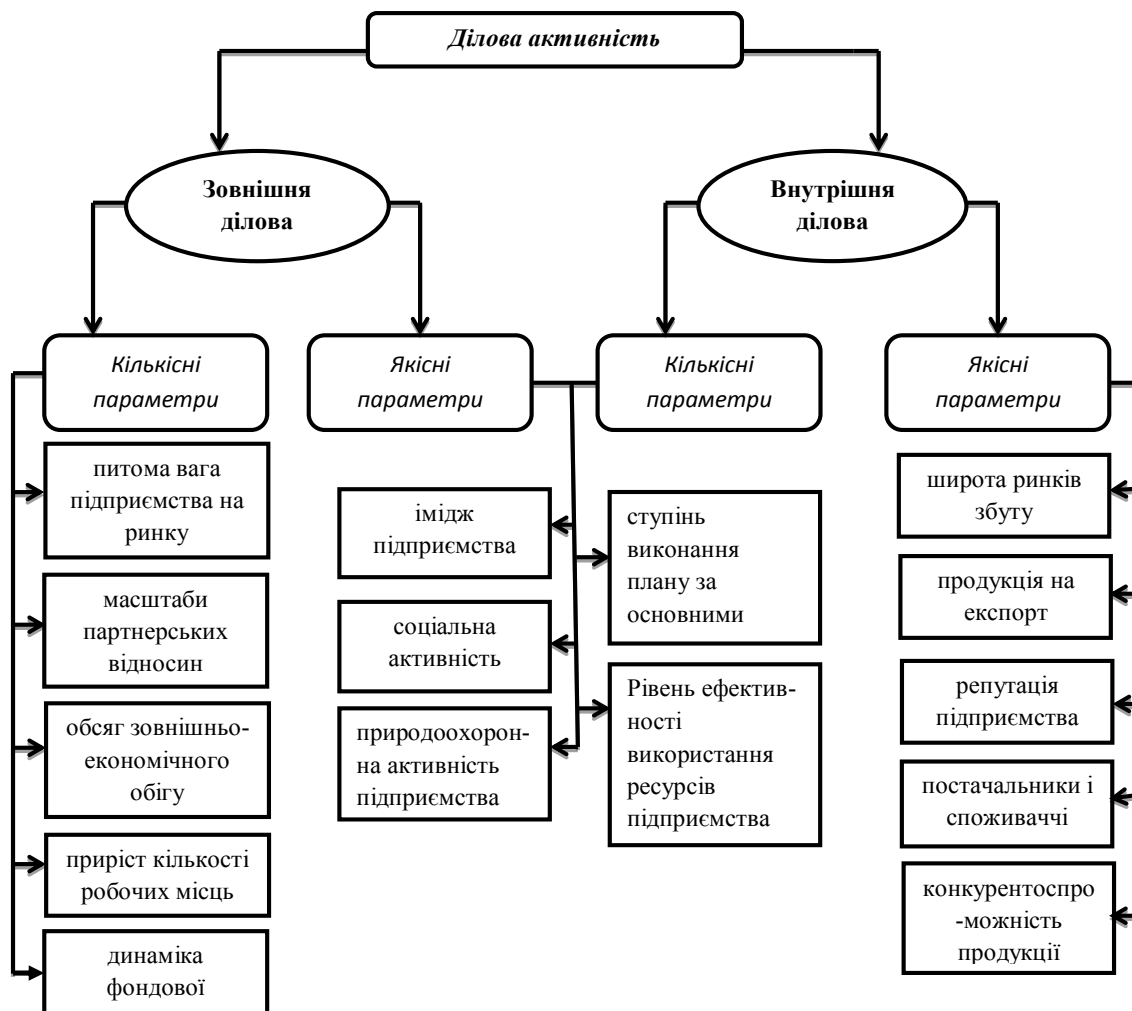 Ділова активність
Зовнішня
ділова
Внутрішня
ділова
Кількісні
параметри
Якісні
параметри
Кількісні
параметри
Якісні
параметри
питома вага
підприємства на
ринку
масштаби
партнерських
відносин
обсяг зовнішньо-
економічного
обігу
приріст кількості
робочих місць
динаміка
фондової
імідж
підприємства
соціальна
активність
природоохорон-
на активність
підприємства
ступінь
виконання
плану за
основними
Рівень ефектив-
ності
використання
ресурсів
підприємства
широта ринків
збуту
продукція на
експорт
репутація
підприємства
постачальники і
споживаччі
конкурентоспро
-можність
продукції